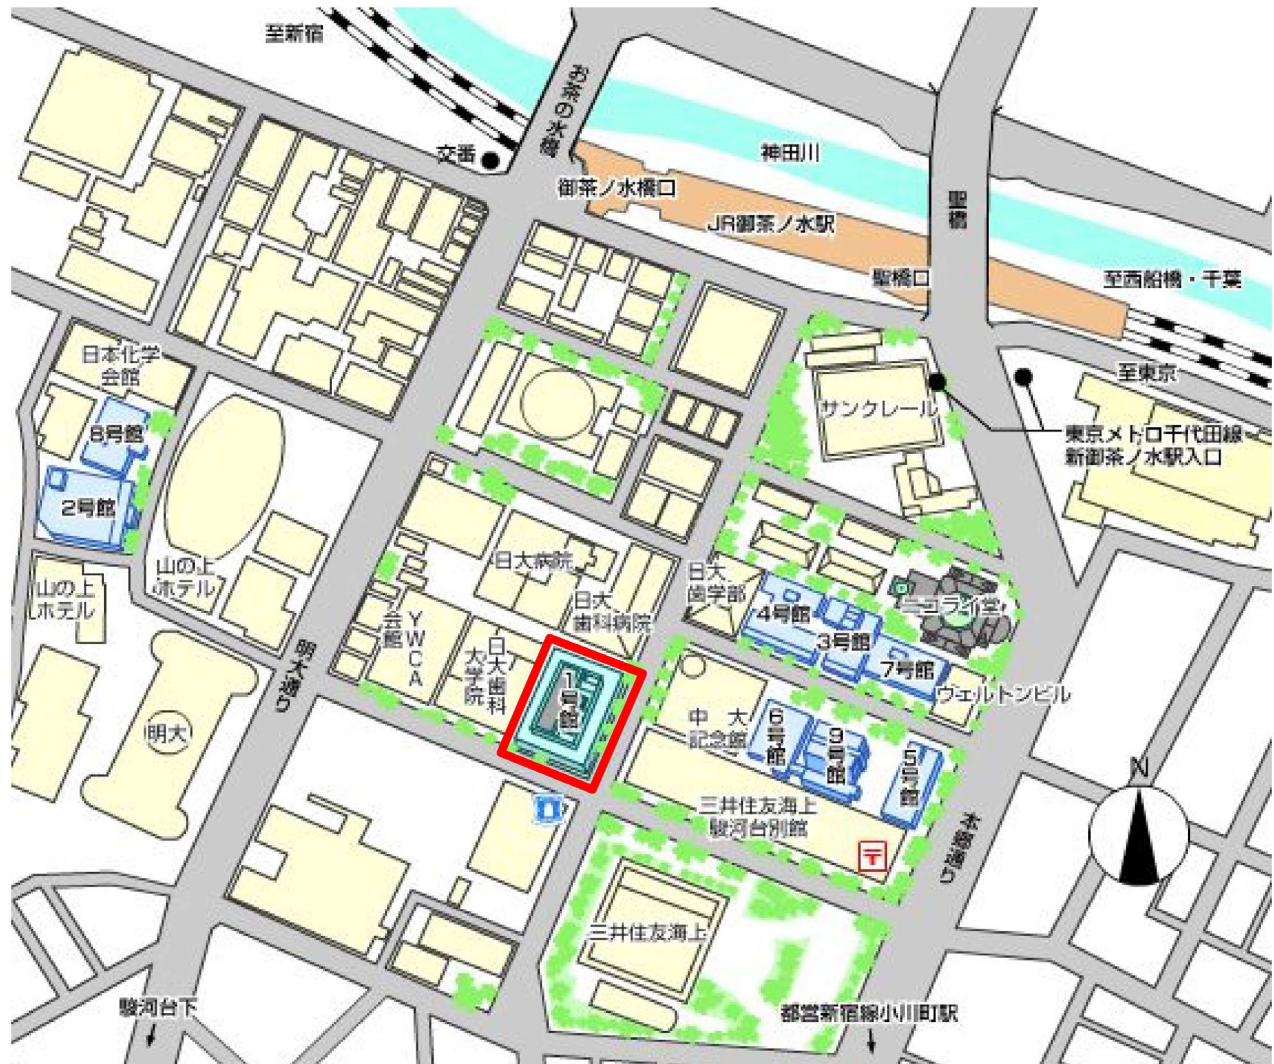 至新宿
お茶の水橋
交番
神田川
御茶ノ水橋口
聖橋
JR御茶ノ水駅
聖橋口
至西船橋・千葉
日本化学
会館
至東京
サンクレール
8号館
東京メトロ千代田線
新御茶ノ水駅入口
2号館
山の上
ホテル
山の上
ホテル
日大病院
日大
歯科病院
日大
歯学部
4号館
3号館
7号館
ニコライ堂
ヴェルトンビル
YWCA
会館
日大歯科
大学院
1号館
明大通り
明大
中大
記念館
6号館
9号館
5号館
N
三井住友海上
駿河台別館
〒
本郷通り
三井住友海上
駿河台下
都営新宿線小川町駅